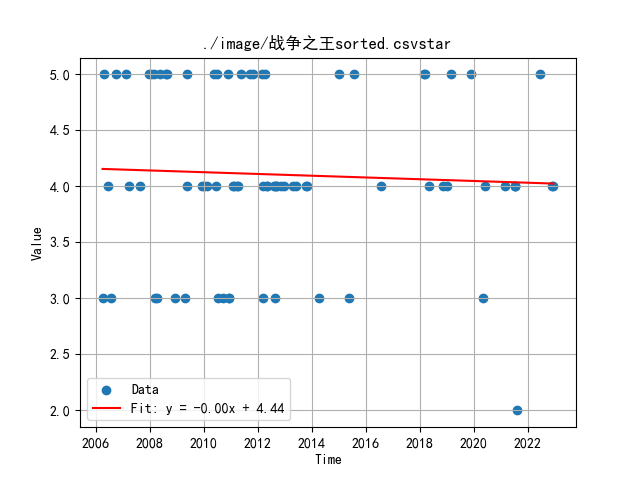 ./image/战争之王sorted.csvstar
5.0
4.5
4.0
3.5
3.0
2.5
2.0
Value
Data
Fit: y = -0.00x + 4.44
2006 2008 2010 2012 2014 2016 2018 2020 2022
Time